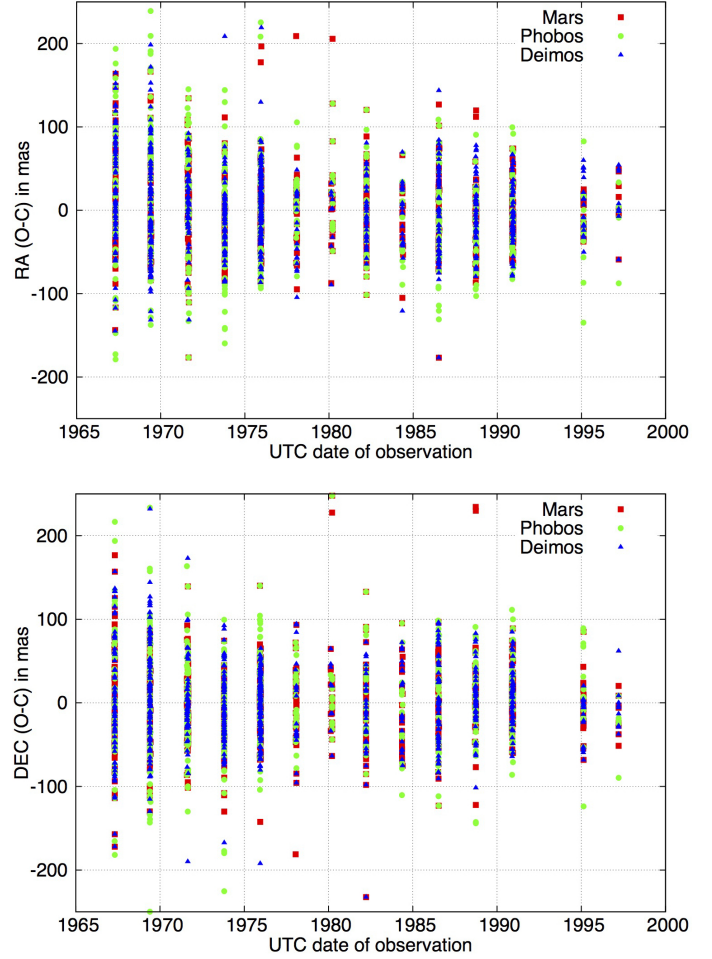 200
100
0
-100
-200
RA (O-C) in mas
Mars
Phobos
Deimos
1965 1970 1975 1980 1985 1990 1995 2000
UTC date of observation
200
100
0
-100
-200
DEC (O-C) in mas
Mars
Phobos
Deimos
1965 1970 1975 1980 1985 1990 1995 2000
UTC date of observation